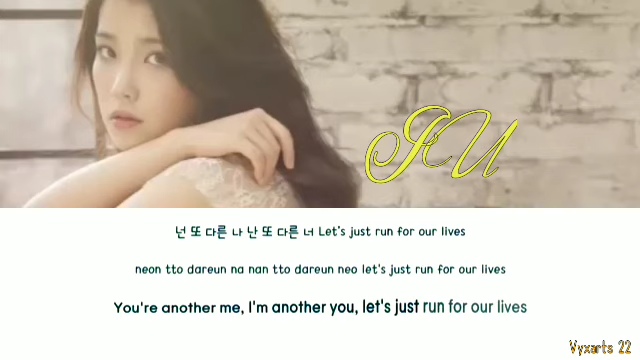 IU
넌 또 다른 나 난 또 다른 너 Let's just run for our lives
neon tto dareun na nan tto dareun neo let's just run for our lives
You're another me, I'm another you, let's just run for our lives
Vyxarts 22